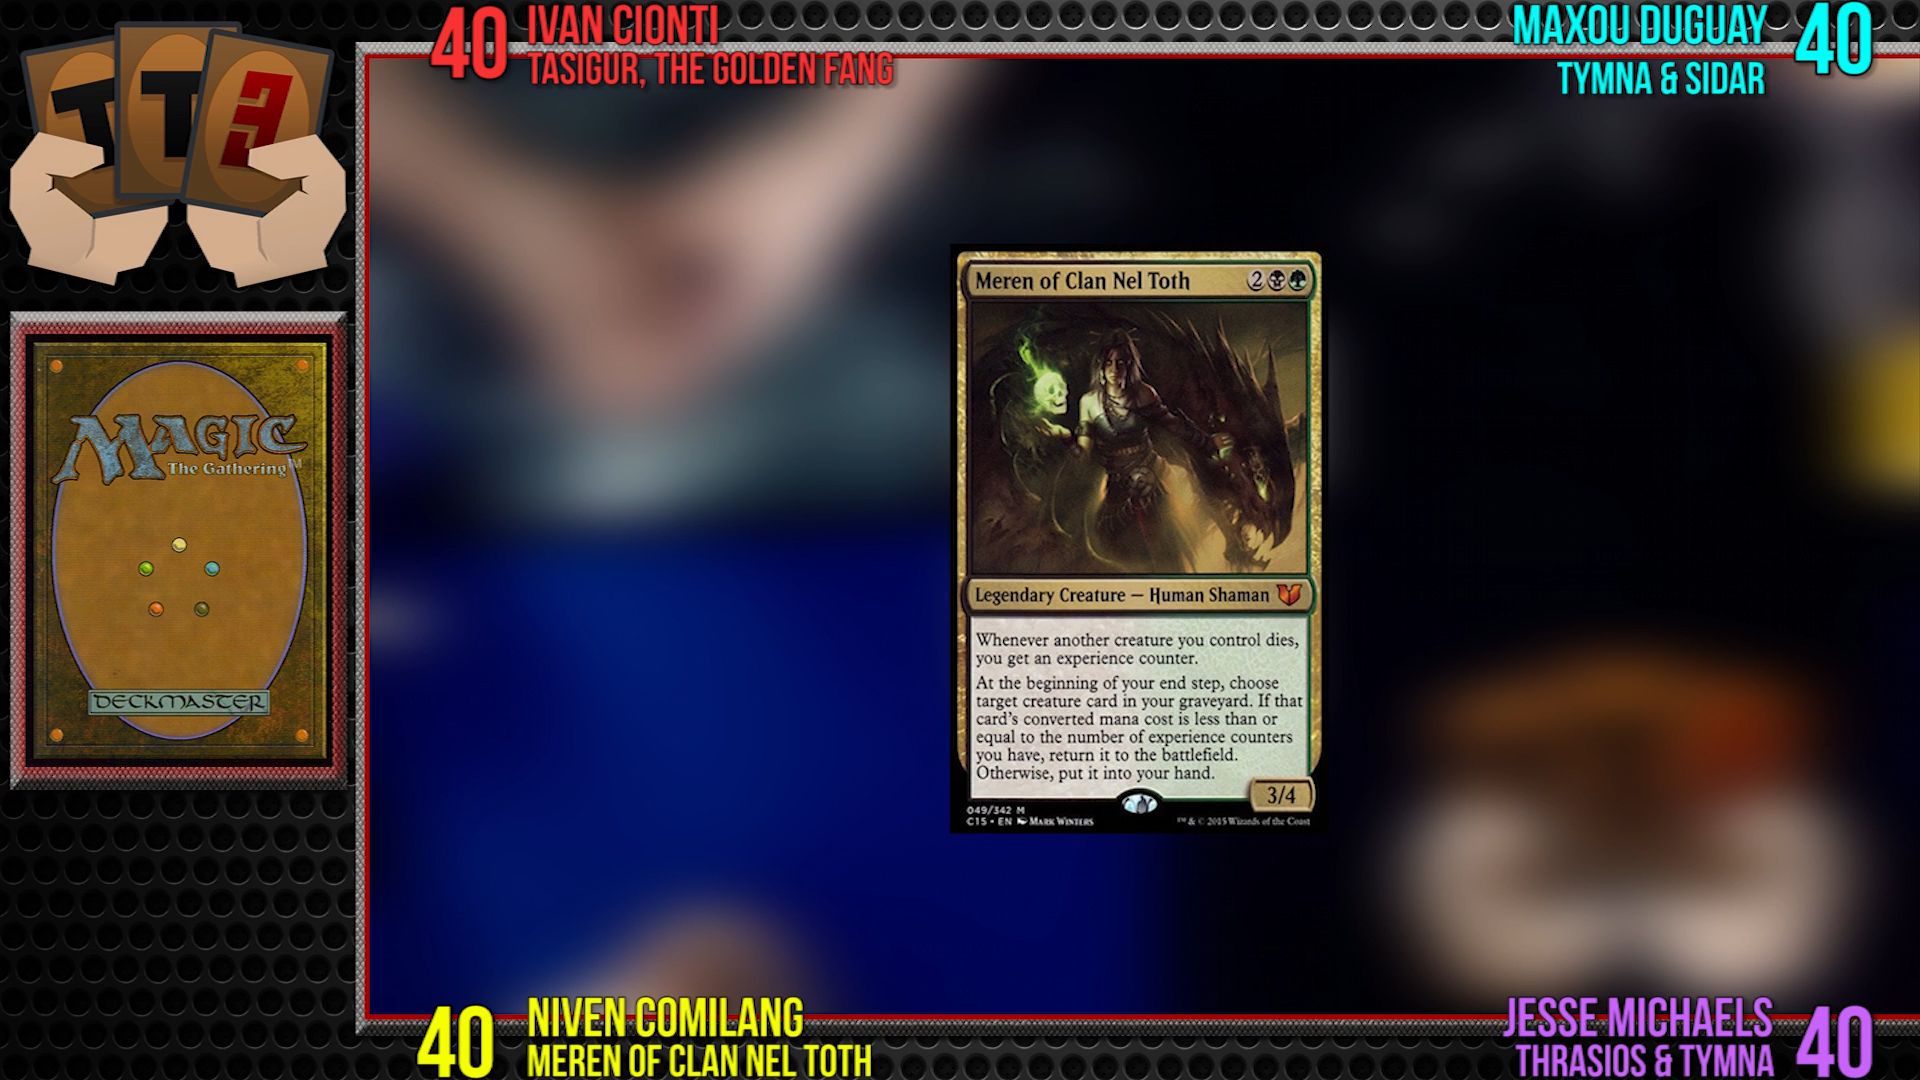 40 IVAN CIONTI
TASIGUR, THE GOLDEN FANG
MAXOU DUGUAY 40
TYMNA & SIDAR
TT3
MAGIC
The Gathering™
DECKMASTER
Meren of Clan Nel Toth 2
Legendary Creature — Human Shaman
Whenever another creature you control dies,
you get an experience counter.
At the beginning of your end step, choose
target creature card in your graveyard. If that
card's converted mana cost is less than or
equal to the number of experience counters
you have, return it to the battlefield.
Otherwise, put it into your hand.
3/4
049/342 M
C15 • EN MARK WINTERS
™ & © 2015 Wizards of the Coast
40 NIVEN COMILANG
MEREN OF CLAN NEL TOTH
JESSE MICHAELS 40
THRASIOS & TYMNA